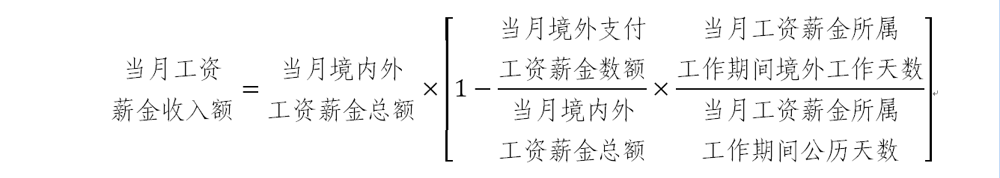 当月工资薪金收入额 = 当月境内外工资薪金总额 × [1 − 当月境外支付工资薪金数额 / 当月境内外工资薪金总额 × 当月工资薪金所属工作期间境外工作天数 / 当月工资薪金所属工作期间公历天数]